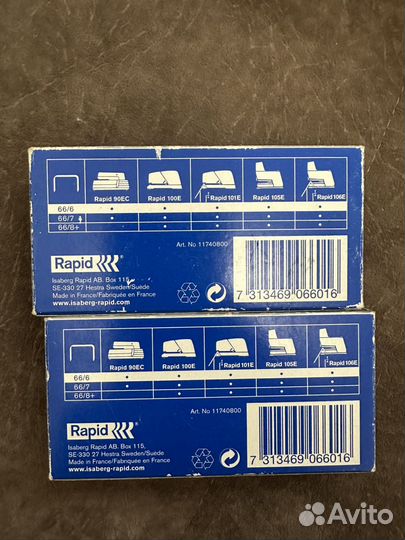 Rapid 90EC Rapid 100E Rapid 101E Rapid 105E Rapid 106E
66/6
66/7
66/8+
Art. No 11740800
Rapid
Isaberg Rapid AB. Box 115,
SE-330 27 Hestra Sweden/Suède
Made in France/Fabriquée en France
www.isaberg-rapid.com
7 313469 066016
Rapid 90EC Rapid 100E Rapid 101E Rapid 105E Rapid 106E
66/6
66/7
66/8+
Art. No 11740800
Rapid
Isaberg Rapid AB. Box 115,
SE-330 27 Hestra Sweden/Suède
Made in France/Fabriquée en France
www.isaberg-rapid.com
7 313469 066016
Avito